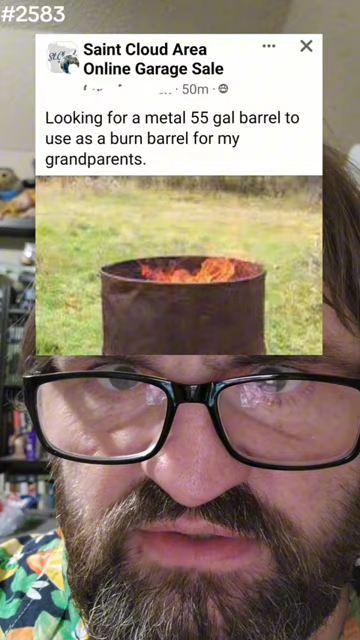 #2583
Saint Cloud Area
Online Garage Sale
· 50m ·
Looking for a metal 55 gal barrel to
use as a burn barrel for my
grandparents.